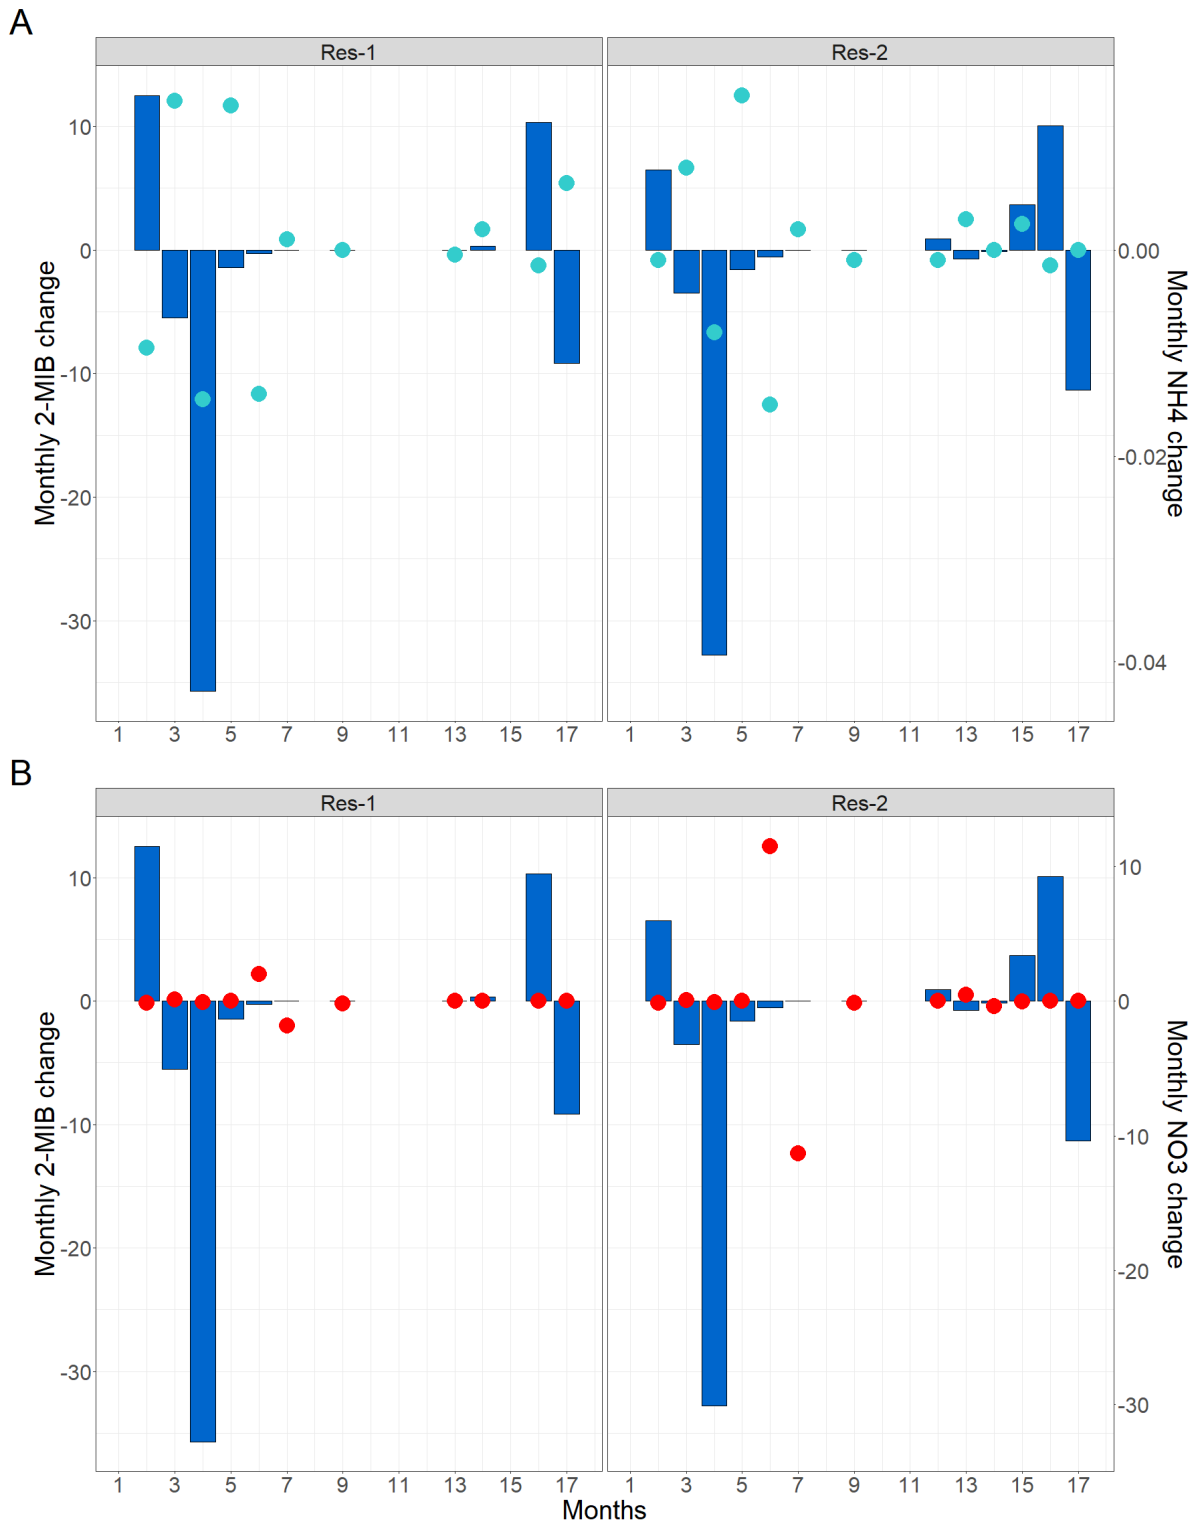 A
Res-1 Res-2
10
0 0.00
-10
-0.02
-20
-30
-0.04
Monthly 2-MIB change
Monthly NH4 change
1 3 5 7 9 11 13 15 17 1 3 5 7 9 11 13 15 17
B
Res-1 Res-2
10 10
0 0
-10 -10
-20 -20
-30 -30
Monthly 2-MIB change
Monthly NO3 change
1 3 5 7 9 11 13 15 17 1 3 5 7 9 11 13 15 17
Months